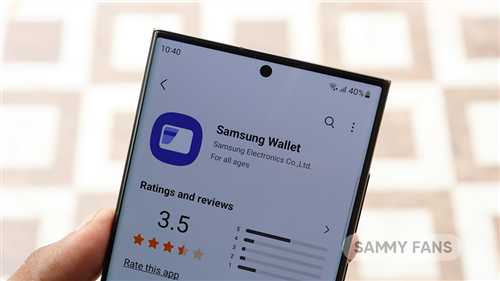 10:40
40%
Samsung Wallet
Samsung Electronics Co.,Ltd.
For all ages
Ratings and reviews
3.5
5
4
3
2
1
Rate this app
SAMMY FANS